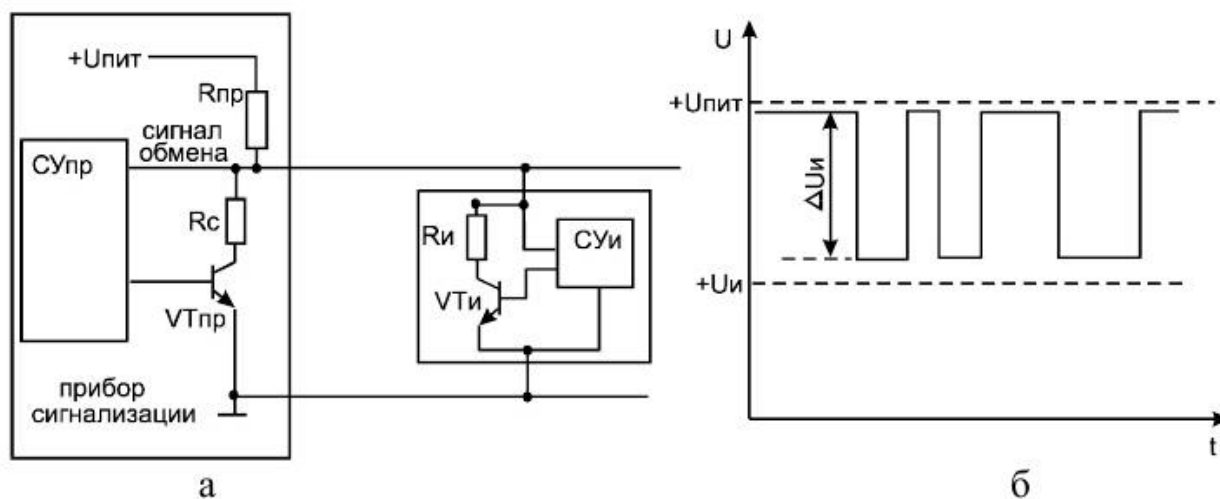 +Uпит
Rпр
сигнал
обмена
СУпр
Rс
VTпр
прибор
сигнализации
Rи
СУи
VTи
а
U
+Uпит
ΔUи
+Uи
t
б